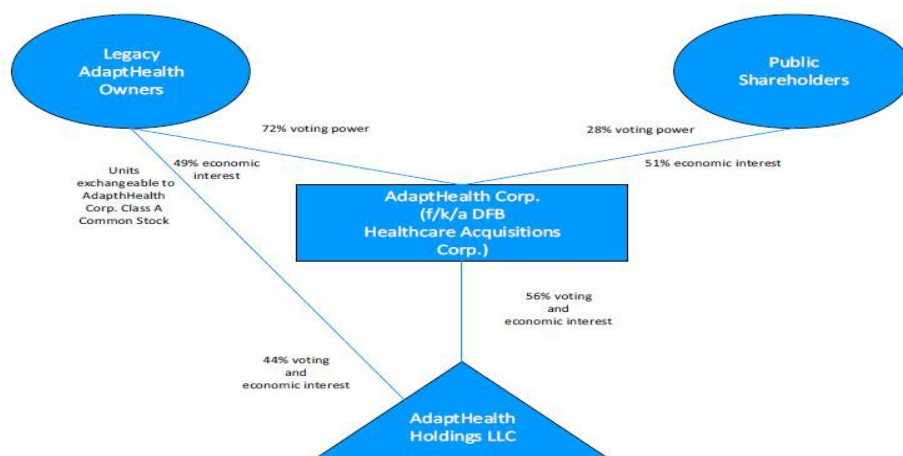 Legacy
AdaptHealth
Owners
Public
Shareholders
72% voting power
28% voting power
49% economic
interest
51% economic interest
Units
exchangeable to
AdapthHealth
Corp. Class A
Common Stock
AdaptHealth Corp.
(f/k/a DFB
Healthcare Acquisitions
Corp.)
56% voting
and
economic interest
44% voting
and
economic interest
AdaptHealth
Holdings LLC